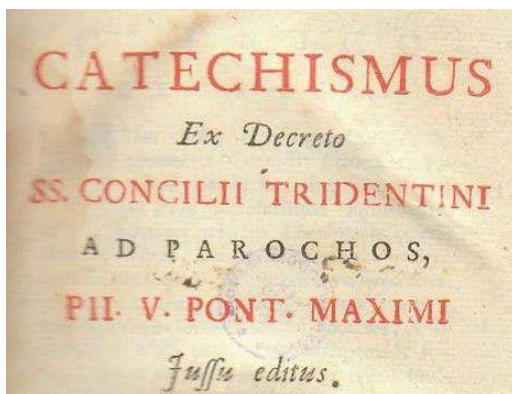 CATECHISMUS
Ex Decreto
SS. CONCILII TRIDENTINI
AD PAROCHOS,
PII. V. PONT. MAXIMI
Jussu editus.